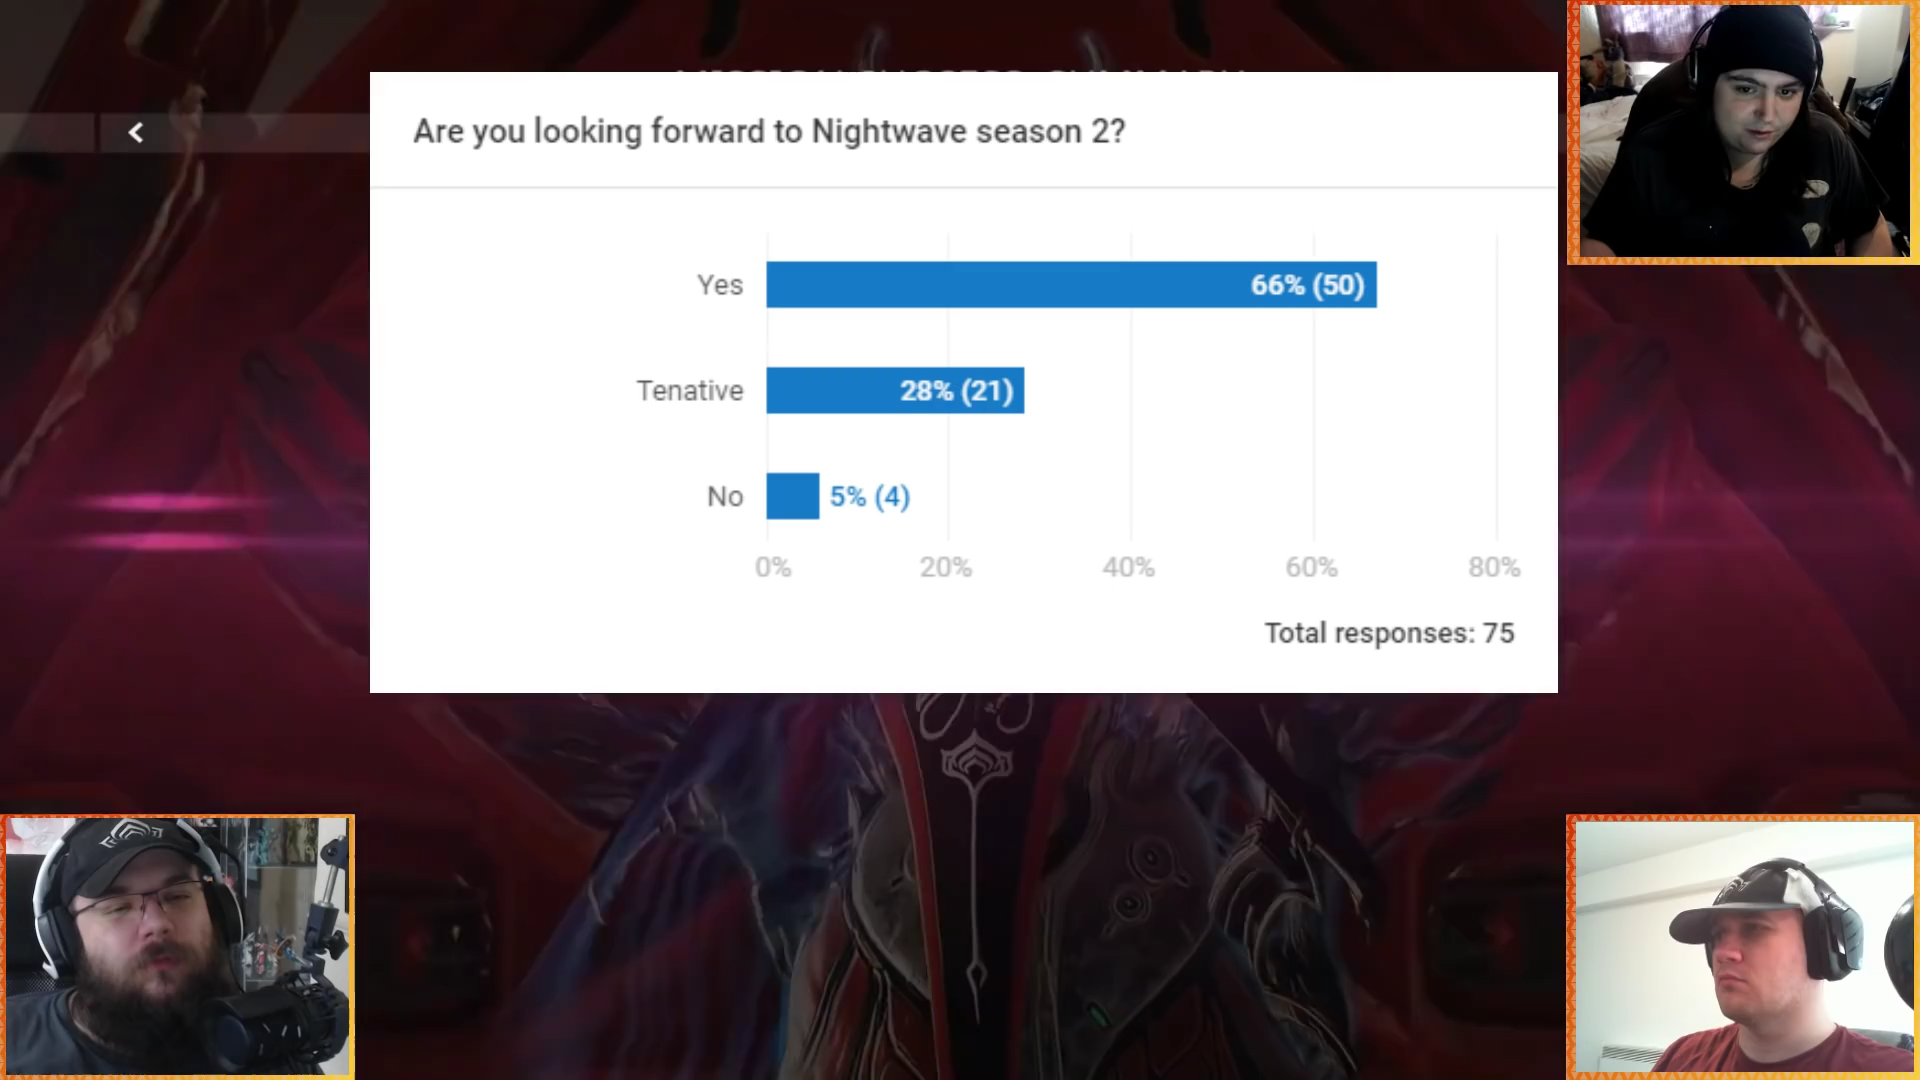 Are you looking forward to Nightwave season 2?
Yes 66% (50)
Tenative 28% (21)
No 5% (4)
0% 20% 40% 60% 80%
Total responses: 75